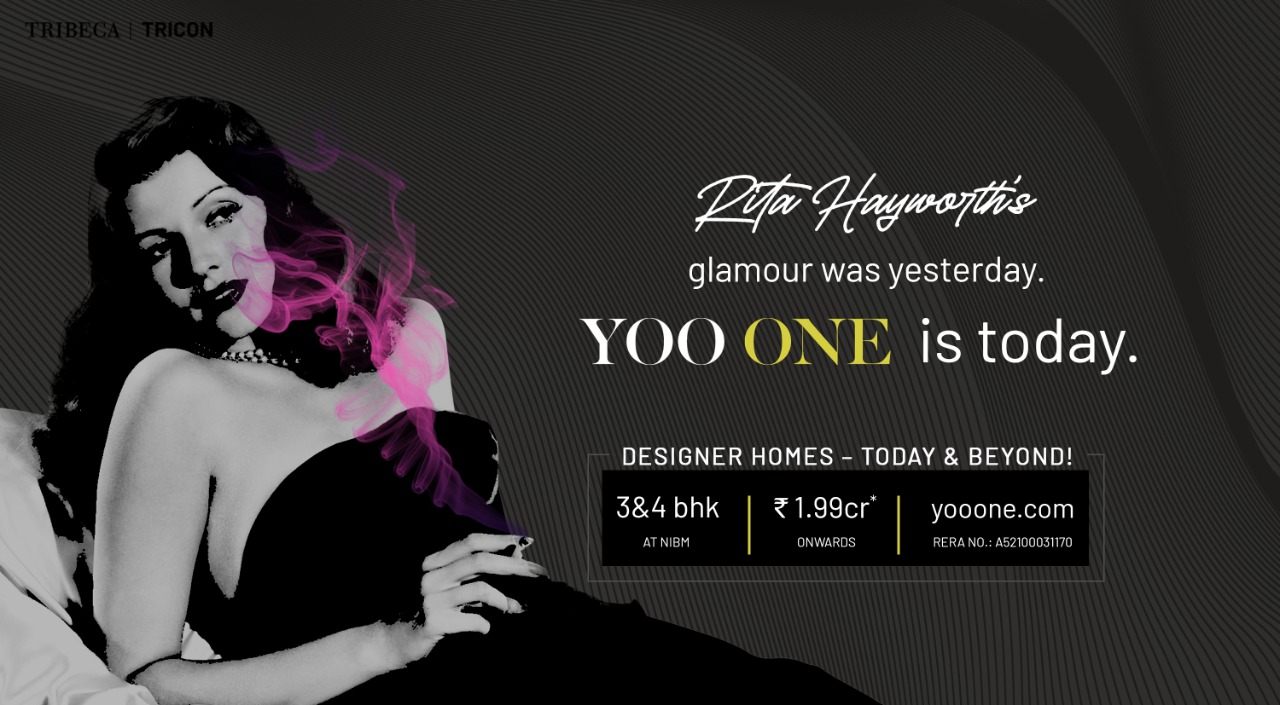 TRIBECA | TRICON
Rita Hayworth's
glamour was yesterday.
YOO ONE is today.
DESIGNER HOMES – TODAY & BEYOND!
3&4 bhk
AT NIBM
₹ 1.99cr*
ONWARDS
yooone.com
RERA NO.: A52100031170